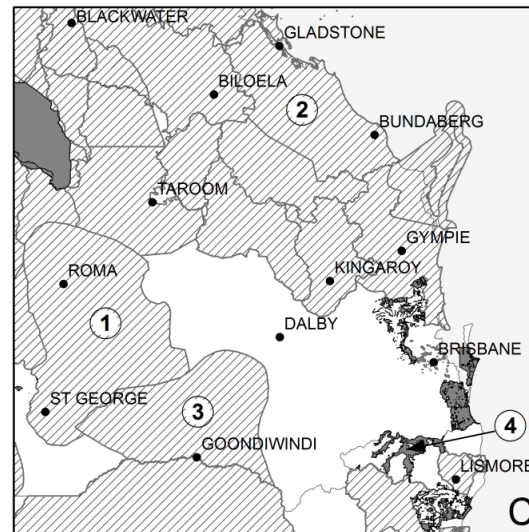 BLACKWATER
GLADSTONE
BILOELA
2
BUNDABERG
TAROOM
GYMPIE
ROMA
KINGAROY
1
DALBY
BRISBANE
ST GEORGE
3
4
GOONDIWINDI
LISMORE